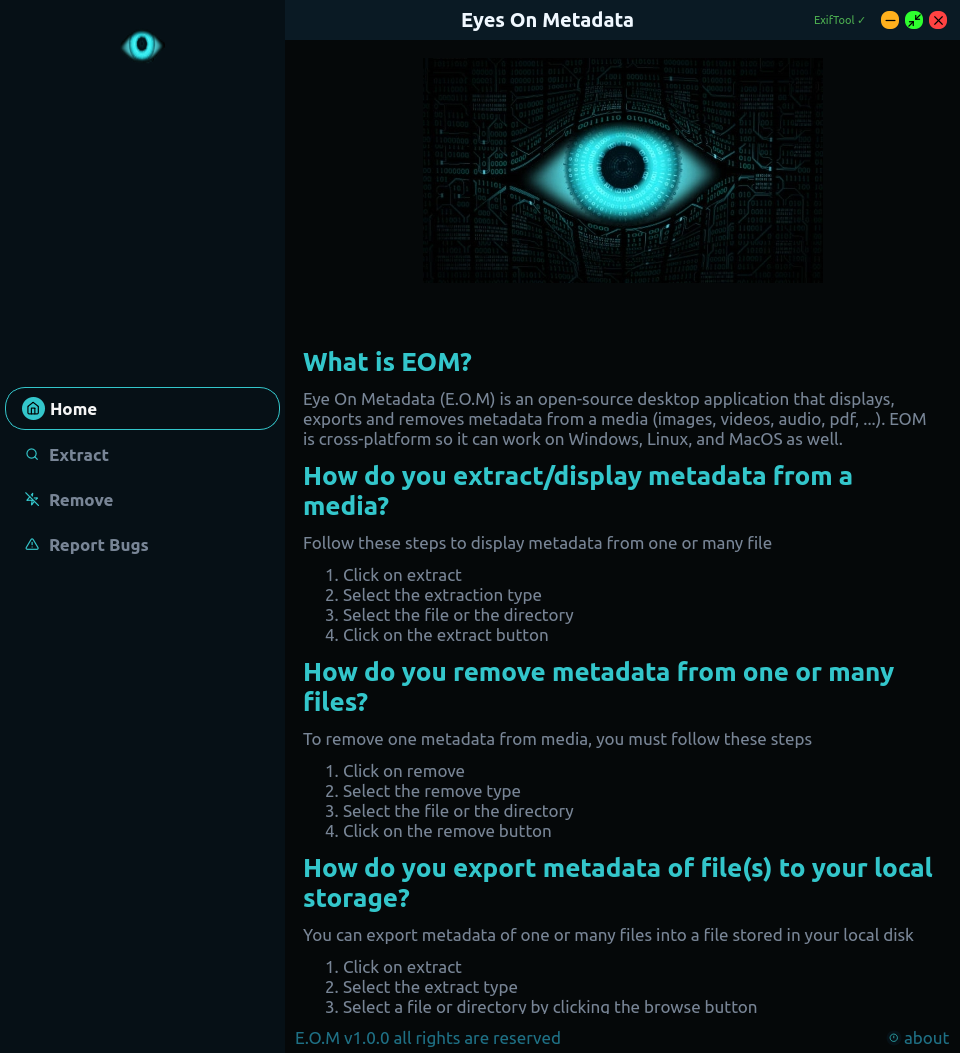 Eyes On Metadata
ExifTool ✓
Home
Extract
Remove
Report Bugs
What is EOM?
Eye On Metadata (E.O.M) is an open-source desktop application that displays,
exports and removes metadata from a media (images, videos, audio, pdf, ...). EOM
is cross-platform so it can work on Windows, Linux, and MacOS as well.
How do you extract/display metadata from a
media?
Follow these steps to display metadata from one or many file
1. Click on extract
2. Select the extraction type
3. Select the file or the directory
4. Click on the extract button
How do you remove metadata from one or many
files?
To remove one metadata from media, you must follow these steps
1. Click on remove
2. Select the remove type
3. Select the file or the directory
4. Click on the remove button
How do you export metadata of file(s) to your local
storage?
You can export metadata of one or many files into a file stored in your local disk
1. Click on extract
2. Select the extract type
3. Select a file or directory by clicking the browse button
E.O.M v1.0.0 all rights are reserved
about